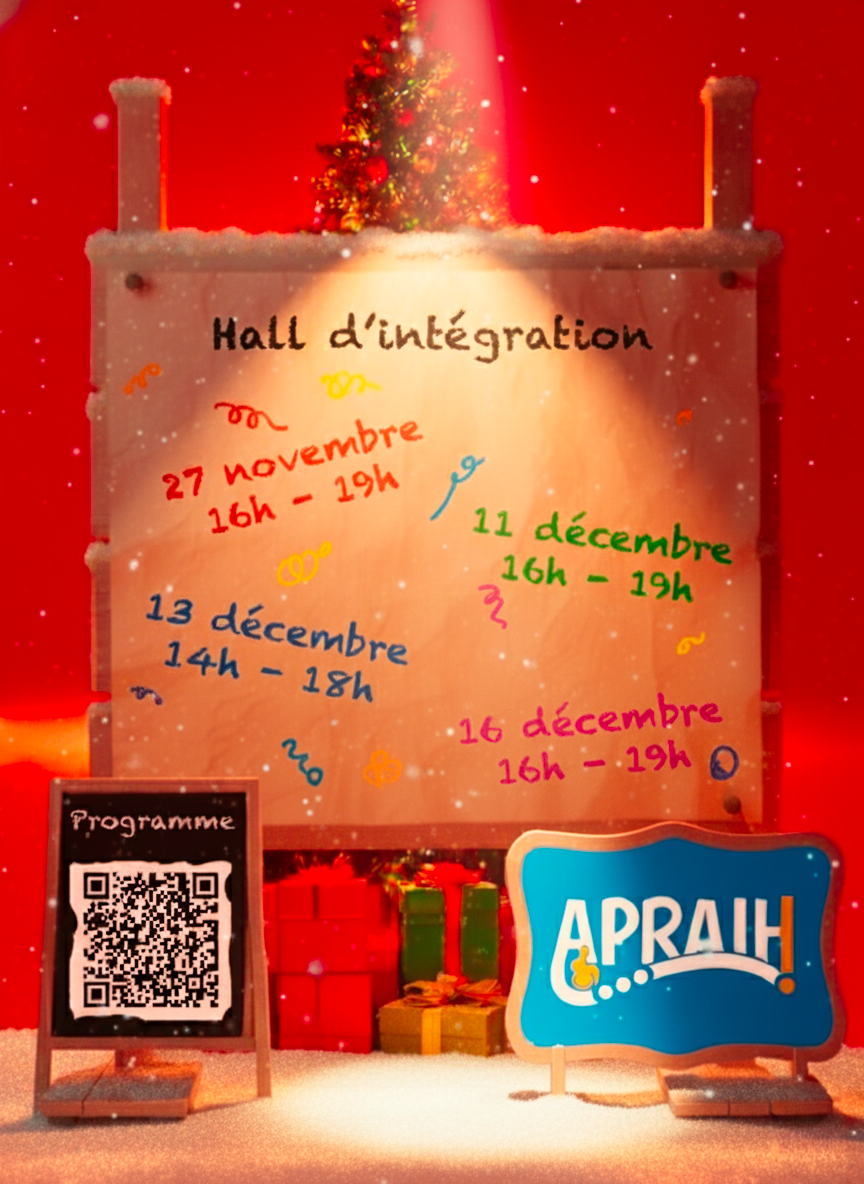 Hall d'intégration
27 novembre
16h - 19h
11 décembre
16h - 19h
13 décembre
14h - 18h
16 décembre
16h - 19h
Programme
APRAIH!